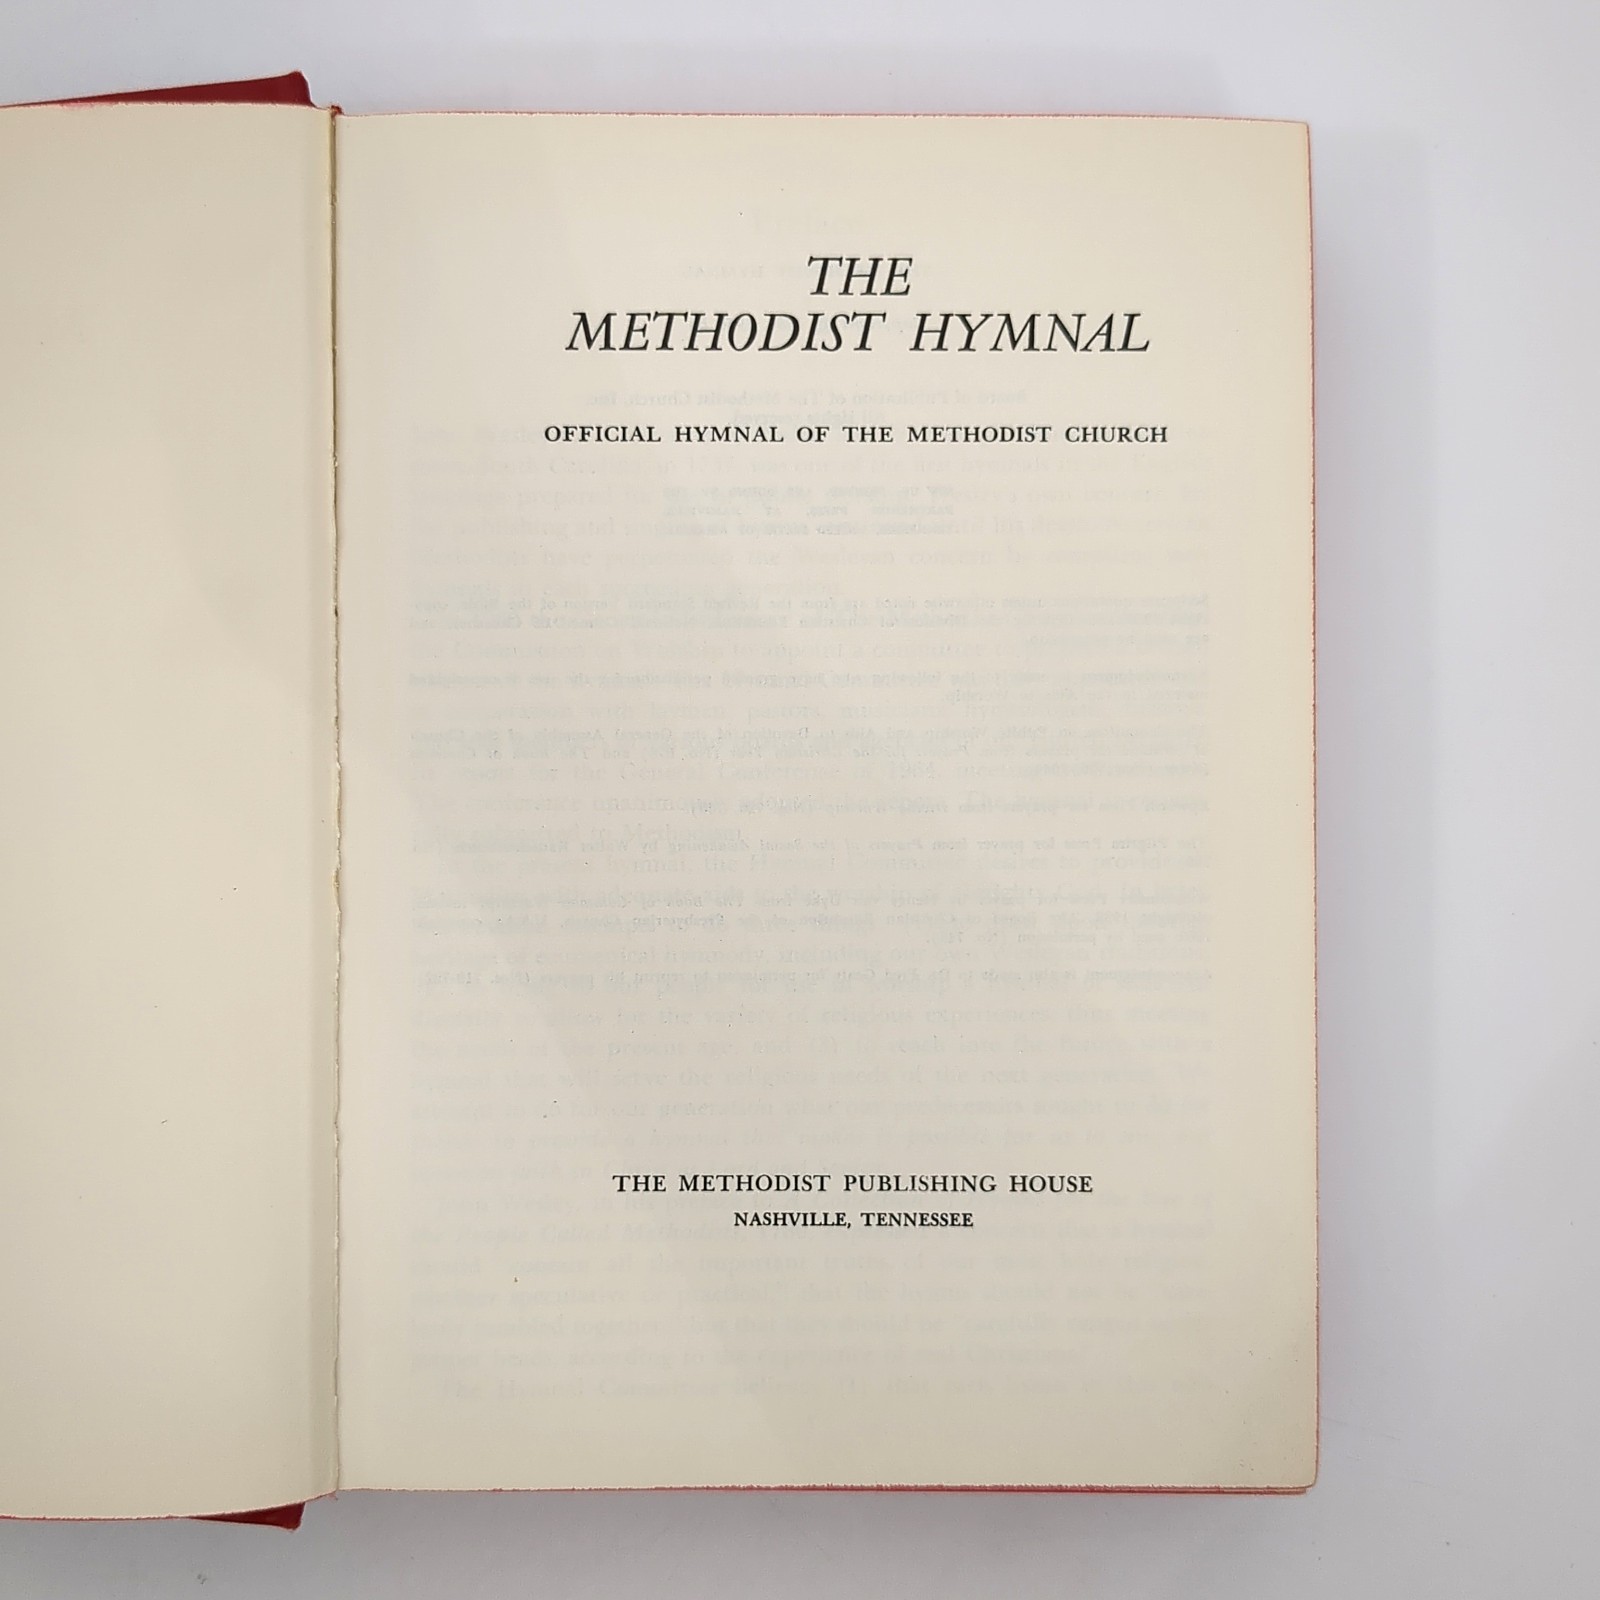 THE
METHODIST HYMNAL
OFFICIAL HYMNAL OF THE METHODIST CHURCH
THE METHODIST PUBLISHING HOUSE
NASHVILLE, TENNESSEE